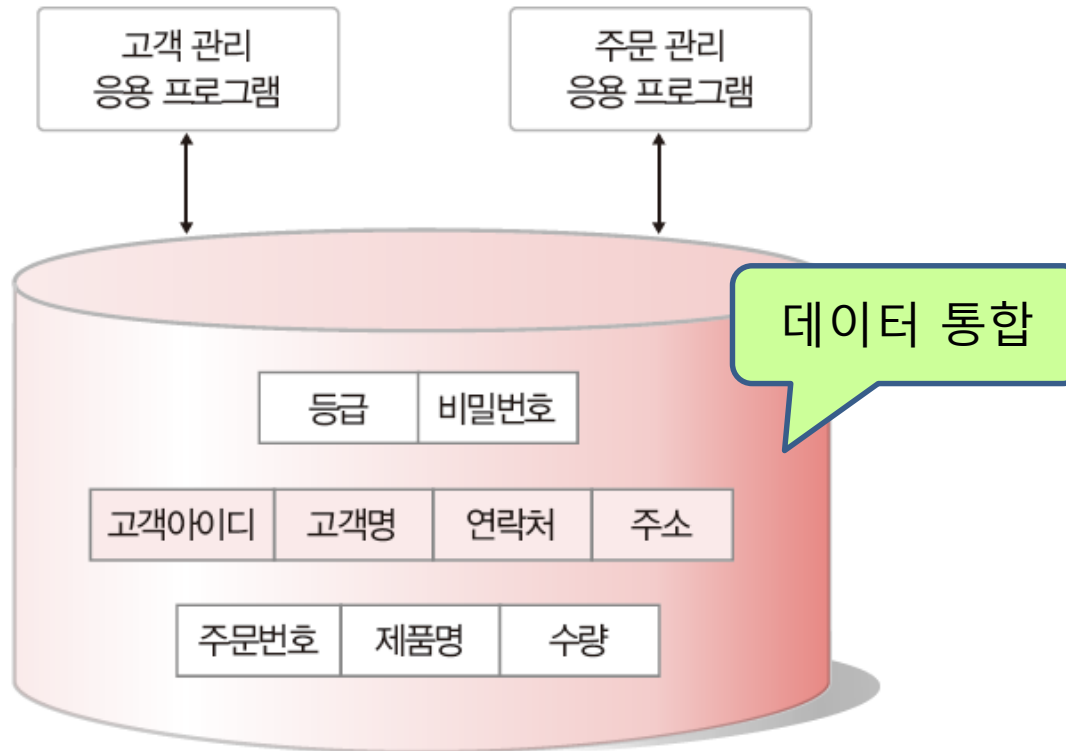 고객 관리
응용 프로그램
주문 관리
응용 프로그램
데이터 통합
등급 비밀번호
고객아이디 고객명 연락처 주소
주문번호 제품명 수량